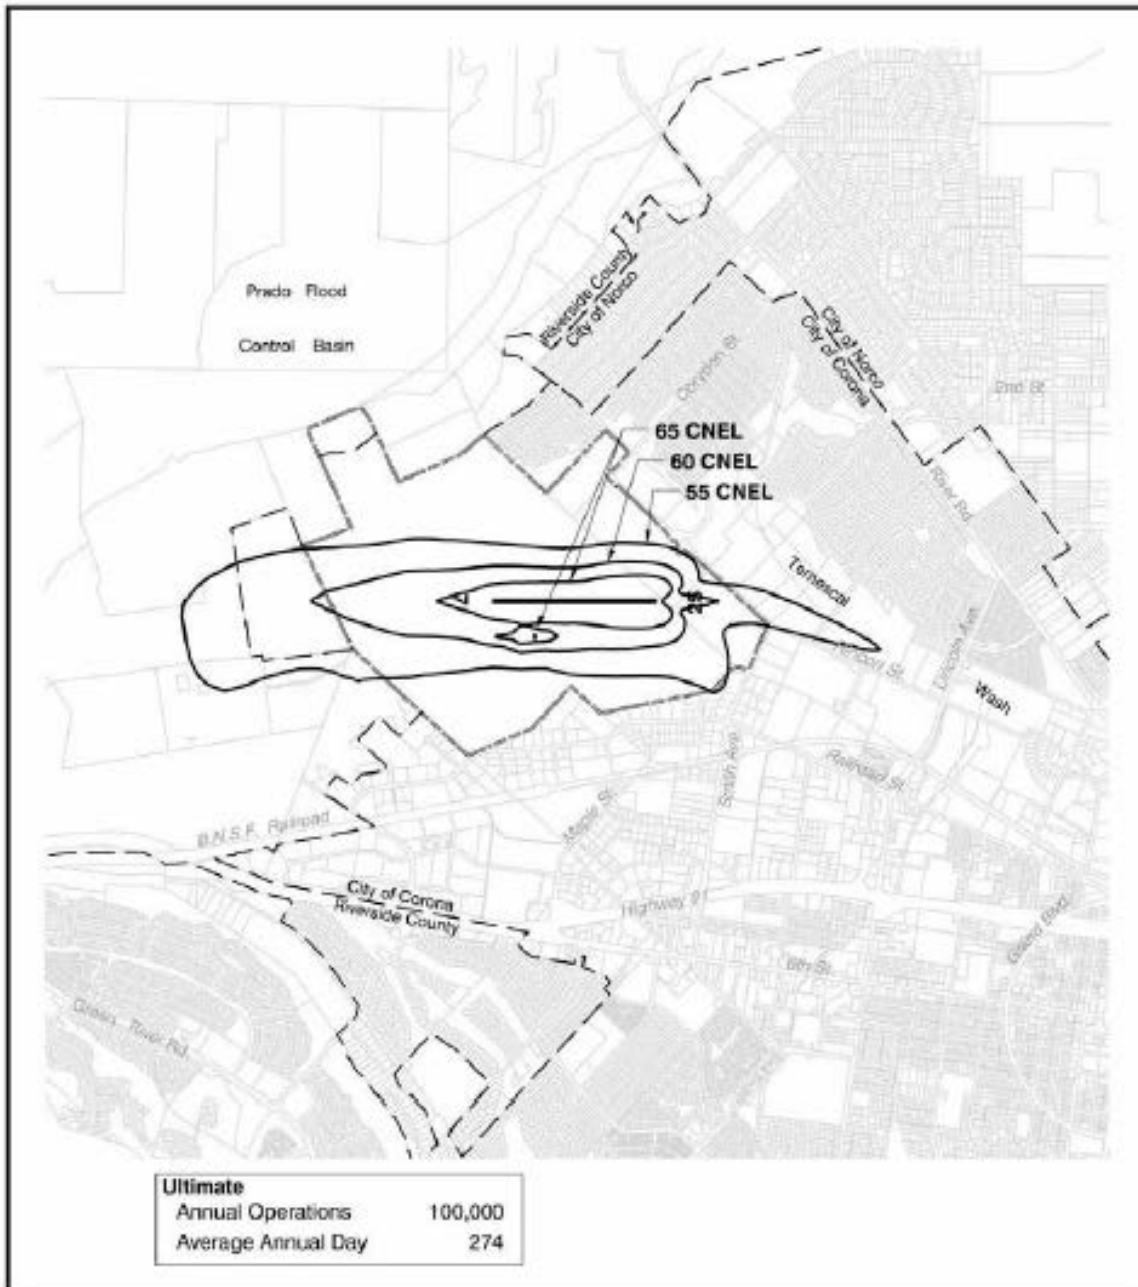 Prado Flood
Control Basin
Riverside County
City of Norco
City of Norco
City of Corona
Corydon St.
2nd St
65 CNEL
60 CNEL
55 CNEL
River Rd.
Temescal
25
Lincoln Ave.
Wash
Railroad St.
Smith Ave.
Maple St.
B.N.S.F. Railroad
City of Corona
Riverside County
Highway 91
6th St.
Grand Blvd.
Green River Rd.
Ultimate
Annual Operations 100,000
Average Annual Day 274